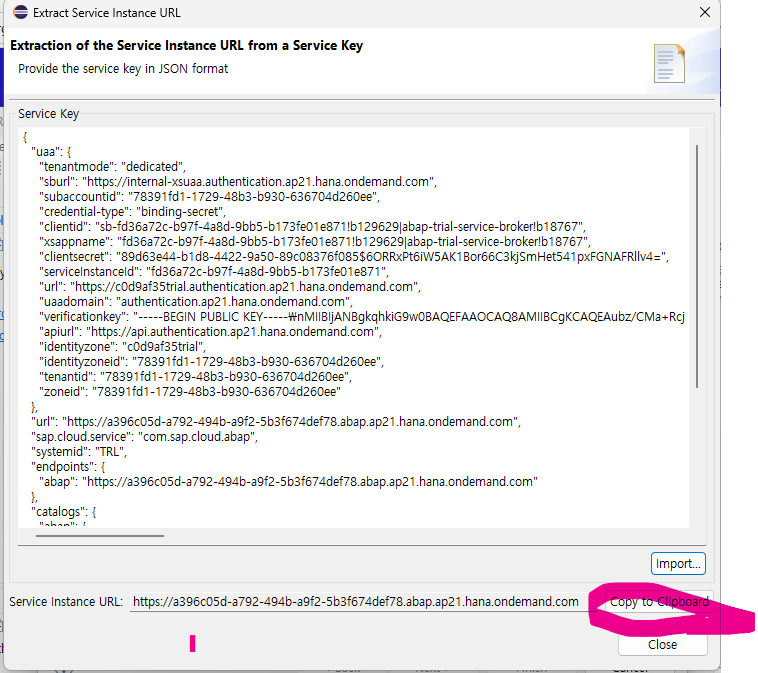 Extract Service Instance URL
Extraction of the Service Instance URL from a Service Key
Provide the service key in JSON format
Service Key
{
"uaa": {
"tenantmode": "dedicated",
"sburl": "https://internal-xsuaa.authentication.ap21.hana.ondemand.com",
"subaccountid": "78391fd1-1729-48b3-b930-636704d260ee",
"credential-type": "binding-secret",
"clientid": "sb-fd36a72c-b97f-4a8d-9bb5-b173fe01e871!b129629|abap-trial-service-broker!b18767",
"xsappname": "fd36a72c-b97f-4a8d-9bb5-b173fe01e871!b129629|abap-trial-service-broker!b18767",
"clientsecret": "89d63e44-b1d8-4422-9a50-89c08376f085$6ORRxPt6iW5AK1Bor66C3kjSmHet541pxFGNAFRllv4=",
"serviceInstanceId": "fd36a72c-b97f-4a8d-9bb5-b173fe01e871",
"url": "https://c0d9af35trial.authentication.ap21.hana.ondemand.com",
"uaadomain": "authentication.ap21.hana.ondemand.com",
"verificationkey": "-----BEGIN PUBLIC KEY-----₩nMIIBIjANBgkqhkiG9w0BAQEFAAOCAQ8AMIIBCgKCAQEAubz/CMa+Rcj
"apiurl": "https://api.authentication.ap21.hana.ondemand.com",
"identityzone": "c0d9af35trial",
"identityzoneid": "78391fd1-1729-48b3-b930-636704d260ee",
"tenantid": "78391fd1-1729-48b3-b930-636704d260ee",
"zoneid": "78391fd1-1729-48b3-b930-636704d260ee"
},
"url": "https://a396c05d-a792-494b-a9f2-5b3f674def78.abap.ap21.hana.ondemand.com",
"sap.cloud.service": "com.sap.cloud.abap",
"systemid": "TRL",
"endpoints": {
"abap": "https://a396c05d-a792-494b-a9f2-5b3f674def78.abap.ap21.hana.ondemand.com"
},
"catalogs": {
"abap": {
Import...
Service Instance URL: https://a396c05d-a792-494b-a9f2-5b3f674def78.abap.ap21.hana.ondemand.com Copy to Clipboard
Close